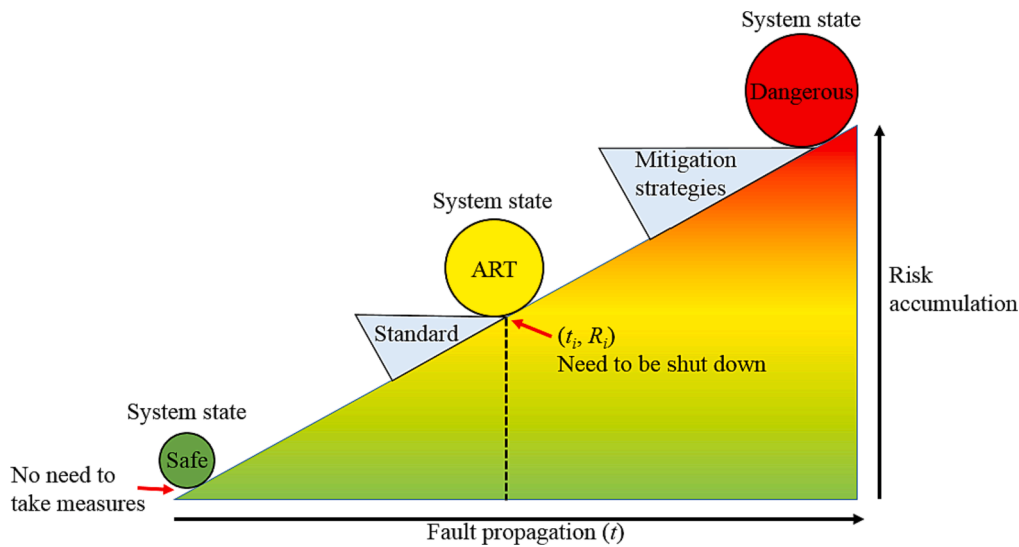 System state
Dangerous
Mitigation
strategies
System state
ART
Risk
accumulation
Standard
(tᵢ, Rᵢ)
Need to be shut down
System state
Safe
No need to
take measures
Fault propagation (t)